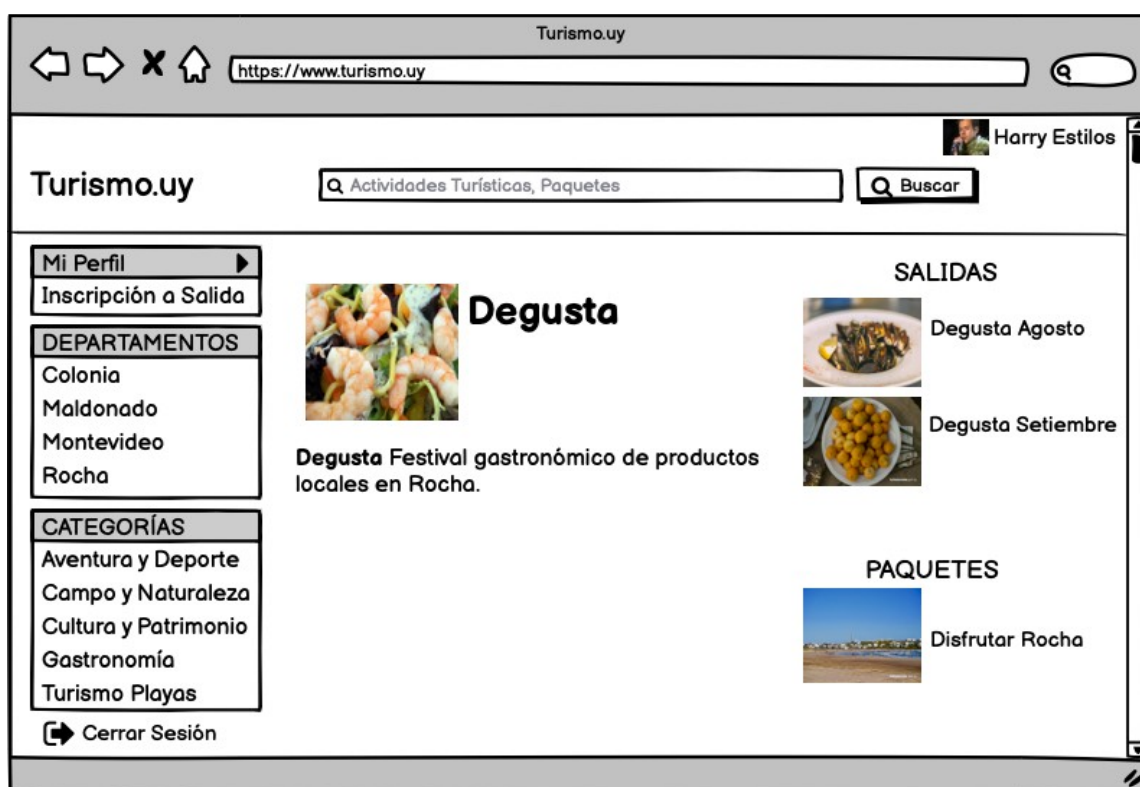 Turismo.uy
https://www.turismo.uy
Harry Estilos
Turismo.uy
Actividades Turísticas, Paquetes
Buscar
Mi Perfil
Inscripción a Salida
DEPARTAMENTOS
Colonia
Maldonado
Montevideo
Rocha
CATEGORÍAS
Aventura y Deporte
Campo y Naturaleza
Cultura y Patrimonio
Gastronomía
Turismo Playas
Cerrar Sesión
Degusta
Degusta Festival gastronómico de productos
locales en Rocha.
SALIDAS
Degusta Agosto
Degusta Setiembre
PAQUETES
Disfrutar Rocha